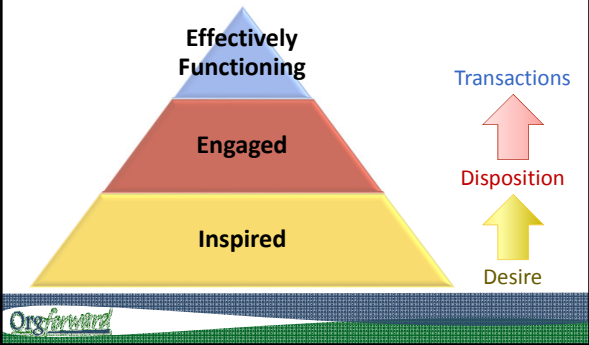 Effectively
Functioning
Transactions
Engaged
Disposition
Inspired
Desire
Orgforward